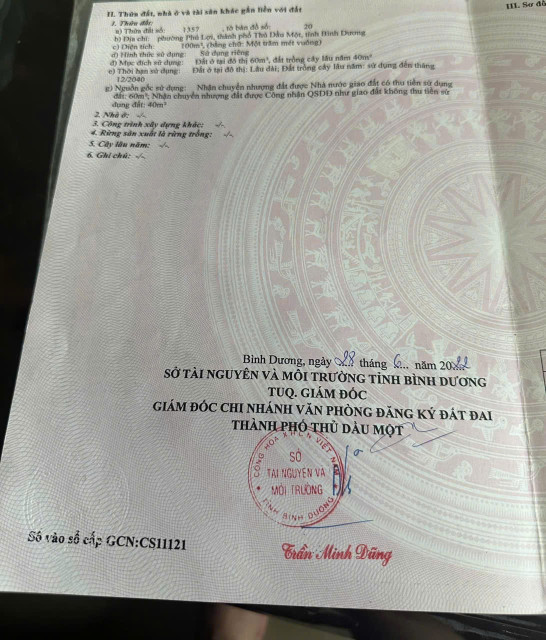 III. Sơ đồ
II. Thửa đất, nhà ở và tài sản khác gắn liền với đất
1. Thửa đất:
a) Thửa đất số: 1357, tờ bản đồ số: 20
b) Địa chỉ: phường Phú Lợi, thành phố Thủ Dầu Một, tỉnh Bình Dương
c) Diện tích: 100m², (bằng chữ: Một trăm mét vuông)
d) Hình thức sử dụng: Sử dụng riêng
đ) Mục đích sử dụng: Đất ở tại đô thị 60m², đất trồng cây lâu năm 40m²
e) Thời hạn sử dụng: Đất ở tại đô thị: Lâu dài; Đất trồng cây lâu năm: sử dụng đến tháng
12/2040
g) Nguồn gốc sử dụng: Nhận chuyển nhượng đất được Nhà nước giao đất có thu tiền sử dụng
đất: 60m²; Nhận chuyển nhượng đất được Công nhận QSDĐ như giao đất không thu tiền sử
dụng đất: 40m²
2. Nhà ở: -/-
3. Công trình xây dựng khác: -/-
4. Rừng sản xuất là rừng trồng: -/-
5. Cây lâu năm: -/-
6. Ghi chú: -/-
Bình Dương, ngày 28 tháng 6... năm 2022
SỞ TÀI NGUYÊN VÀ MÔI TRƯỜNG TỈNH BÌNH DƯƠNG
TUQ. GIÁM ĐỐC
GIÁM ĐỐC CHI NHÁNH VĂN PHÒNG ĐĂNG KÝ ĐẤT ĐAI
THÀNH PHỐ THỦ DẦU MỘT
CỘNG HÒA X.H.C.N VIỆT NAM
SỞ
TÀI NGUYÊN VÀ
MÔI TRƯỜNG
TỈNH BÌNH DƯƠNG
Số vào sổ cấp GCN:CS11121
Trần Minh Dũng